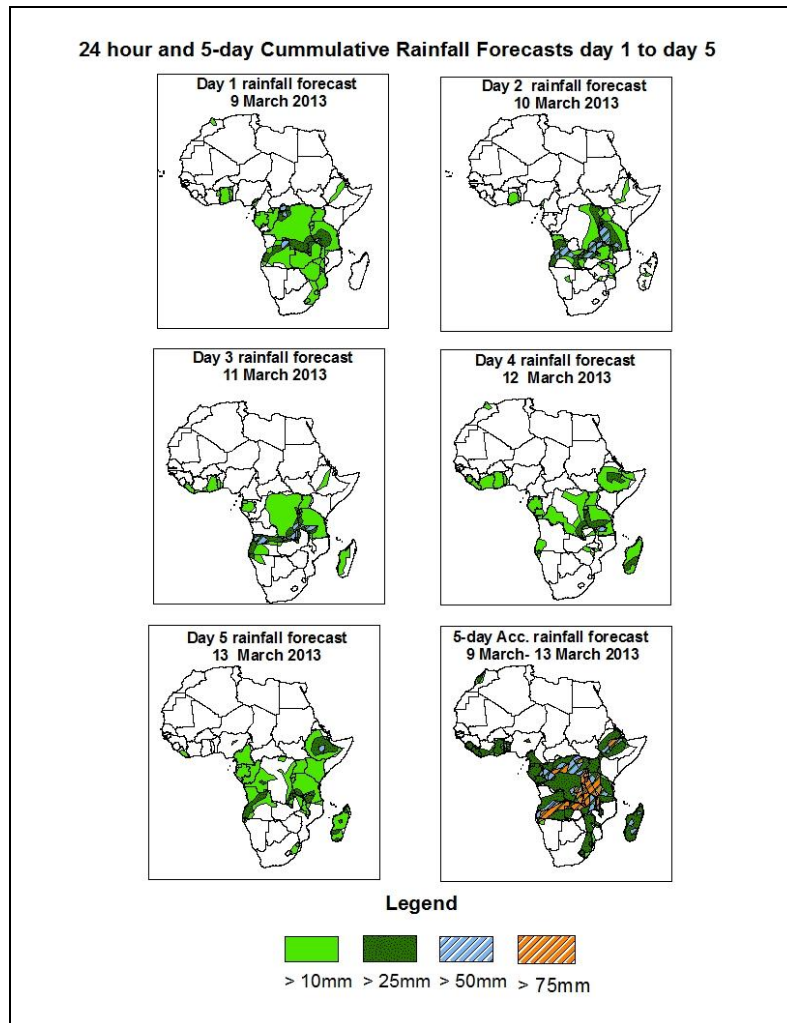 24 hour and 5-day Cummulative Rainfall Forecasts day 1 to day 5
Day 1 rainfall forecast
9 March 2013
Day 2 rainfall forecast
10 March 2013
Day 3 rainfall forecast
11 March 2013
Day 4 rainfall forecast
12 March 2013
Day 5 rainfall forecast
13 March 2013
5-day Acc. rainfall forecast
9 March- 13 March 2013
Legend
> 10mm > 25mm > 50mm > 75mm